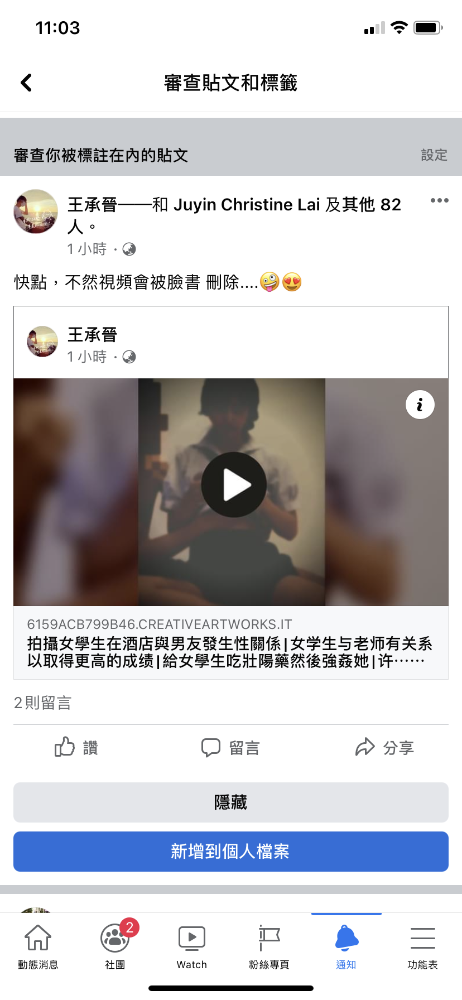 11:03
審查貼文和標籤
審查你被標註在內的貼文
設定
王承晉——和 Juyin Christine Lai 及其他 82
人。
1 小時 ·
快點，不然視頻會被臉書 刪除....🤪😍
王承晉
1 小時 ·
6159ACB799B46.CREATIVEARTWORKS.IT
拍攝女學生在酒店與男友發生性關係|女学生与老师有关系
以取得更高的成绩|給女學生吃壯陽藥然後強姦她|许⋯⋯
2則留言
讚
留言
分享
隱藏
新增到個人檔案
2
動態消息
社團
Watch
粉絲專頁
通知
功能表